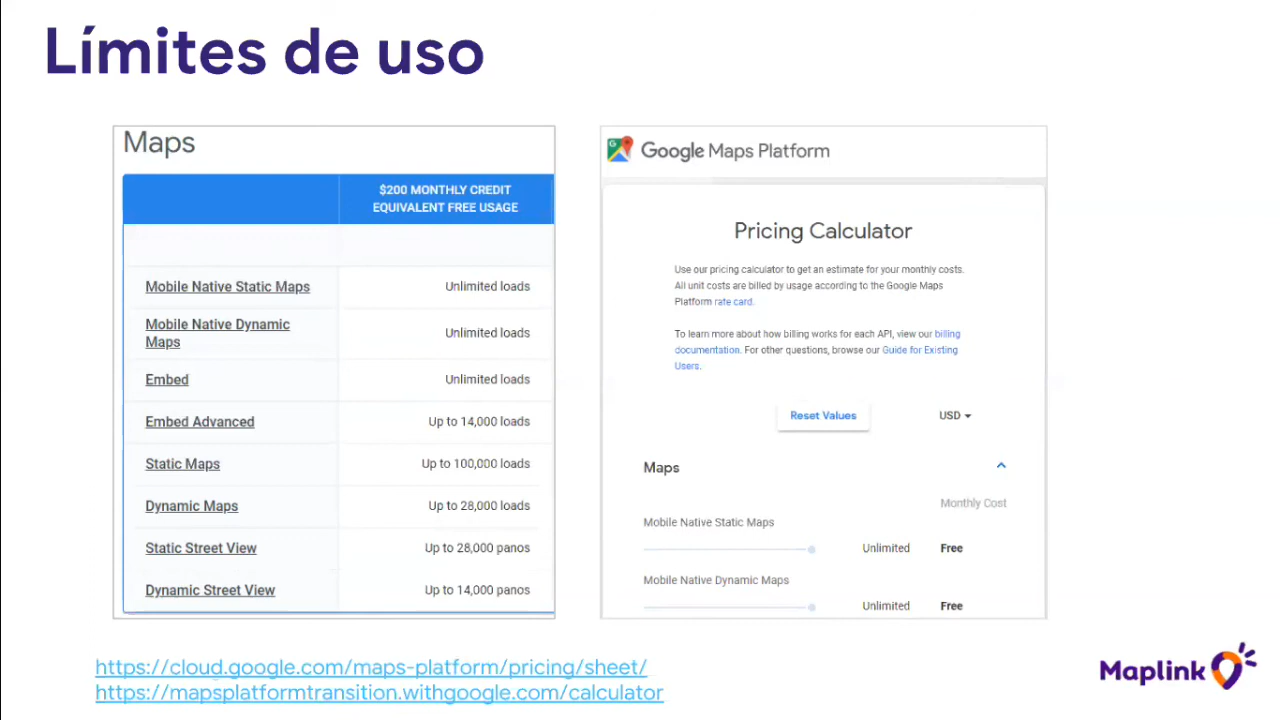 Límites de uso
Maps
$200 MONTHLY CREDIT
EQUIVALENT FREE USAGE
Mobile Native Static Maps
Unlimited loads
Mobile Native Dynamic
Maps
Unlimited loads
Embed
Unlimited loads
Embed Advanced
Up to 14,000 loads
Static Maps
Up to 100,000 loads
Dynamic Maps
Up to 28,000 loads
Static Street View
Up to 28,000 panos
Dynamic Street View
Up to 14,000 panos
Google Maps Platform
Pricing Calculator
Use our pricing calculator to get an estimate for your monthly costs.
All unit costs are billed by usage according to the Google Maps
Platform rate card.
To learn more about how billing works for each API, view our billing
documentation. For other questions, browse our Guide for Existing
Users.
Reset Values
USD
Maps
Monthly Cost
Mobile Native Static Maps
Unlimited
Free
Mobile Native Dynamic Maps
Unlimited
Free
https://cloud.google.com/maps-platform/pricing/sheet/
https://mapsplatformtransition.withgoogle.com/calculator
Maplink